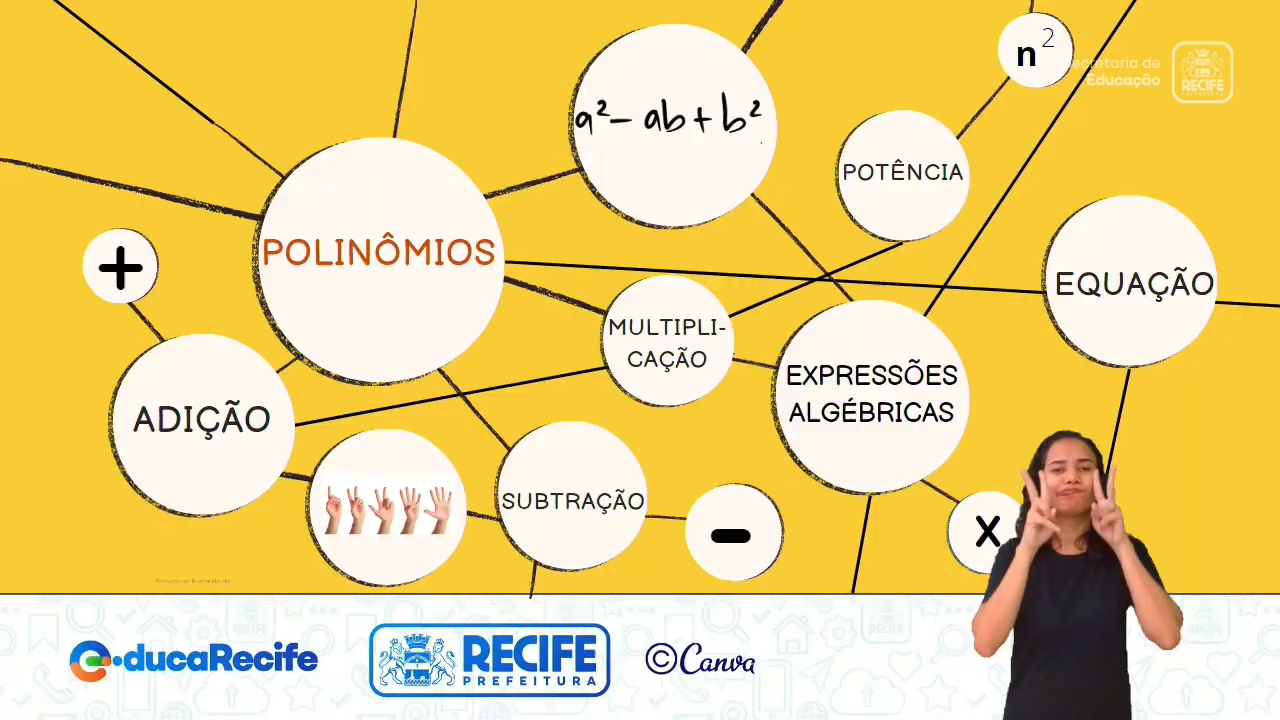 n²
Secretaria de
Educação
RECIFE
PREFEITURA
a² - ab + b²
POTÊNCIA
POLINÔMIOS
+
EQUAÇÃO
MULTIPLI-
CAÇÃO
EXPRESSÕES
ALGÉBRICAS
ADIÇÃO
SUBTRAÇÃO
-
X
EducaRecife
RECIFE
PREFEITURA
© Canva